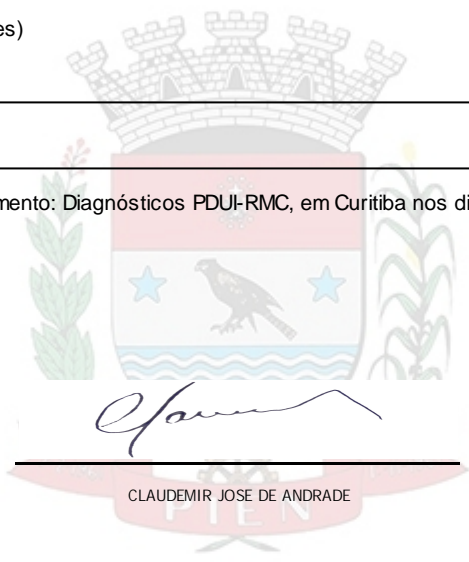 es)
mento: Diagnósticos PDUI-RMC, em Curitiba nos di
CLAUDEMIR JOSE DE ANDRADE
PIEN